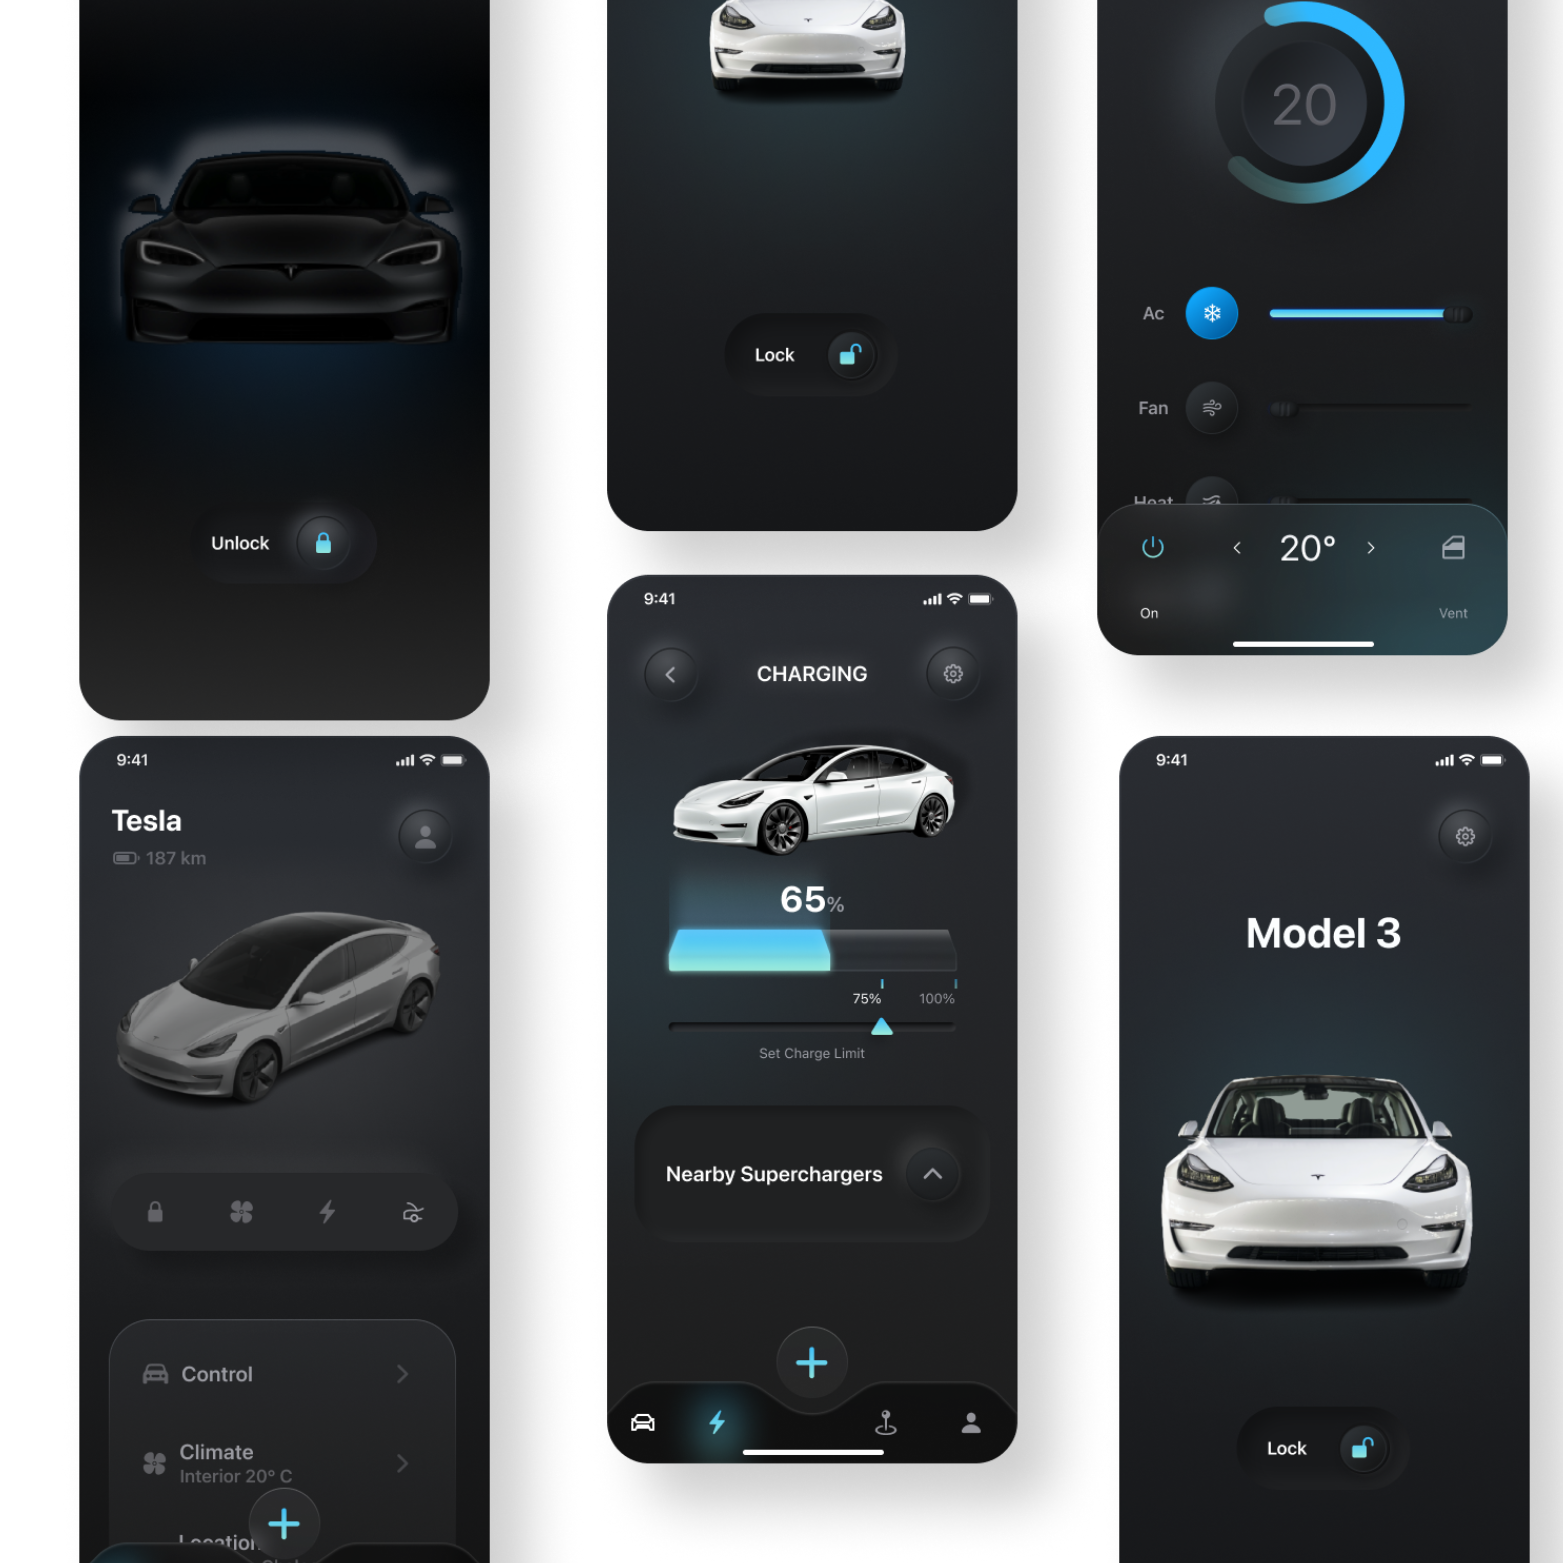 Unlock
9:41
Tesla
187 km
Control
Climate
Interior 20° C
Location
Lock
9:41
CHARGING
65%
75% 100%
Set Charge Limit
Nearby Superchargers
20
Ac
Fan
Heat
20°
On Vent
9:41
Model 3
Lock